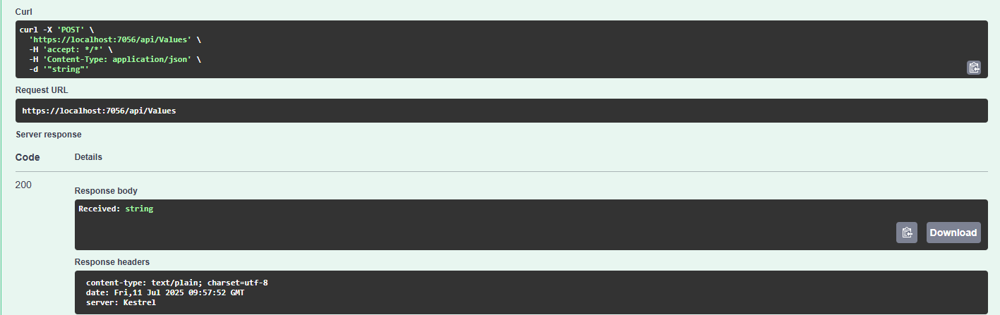 Curl
curl -X 'POST' \
  'https://localhost:7056/api/Values' \
  -H 'accept: */*' \
  -H 'Content-Type: application/json' \
  -d '"string"'
Request URL
https://localhost:7056/api/Values
Server response
Code Details
200
Response body
Received: string
Download
Response headers
content-type: text/plain; charset=utf-8
date: Fri,11 Jul 2025 09:57:52 GMT
server: Kestrel